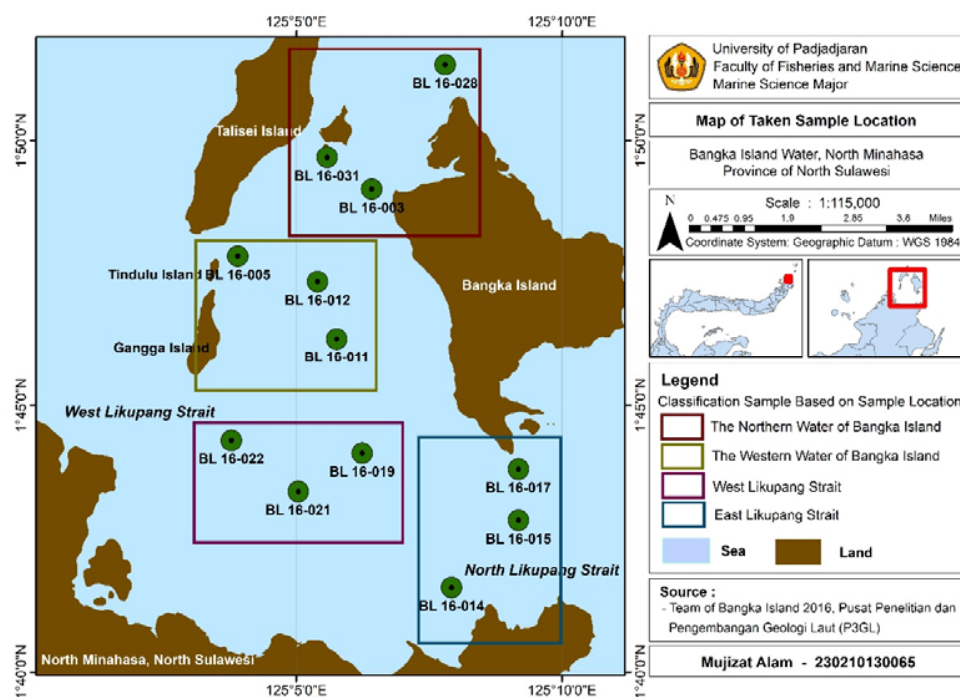 125°5'0"E
125°10'0"E
1°50'0"N
1°45'0"N
1°40'0"N
Talisei Island
BL 16-028
BL 16-031
BL 16-003
Tindulu Island
BL 16-005
BL 16-012
Bangka Island
Gangga Island
BL 16-011
West Likupang Strait
BL 16-022
BL 16-019
BL 16-017
BL 16-021
BL 16-015
North Likupang Strait
BL 16-014
North Minahasa, North Sulawesi
1°50'0"N
1°45'0"N
1°40'0"N
125°5'0"E
125°10'0"E
University of Padjadjaran
Faculty of Fisheries and Marine Science
Marine Science Major
Map of Taken Sample Location
Bangka Island Water, North Minahasa
Province of North Sulawesi
N
Scale : 1:115,000
0 0.475 0.95 1.9 2.85 3.8 Miles
Coordinate System: Geographic Datum : WGS 1984
Legend
Classification Sample Based on Sample Location
The Northern Water of Bangka Island
The Western Water of Bangka Island
West Likupang Strait
East Likupang Strait
Sea Land
Source :
- Team of Bangka Island 2016, Pusat Penelitian dan
Pengembangan Geologi Laut (P3GL)
Mujizat Alam - 230210130065